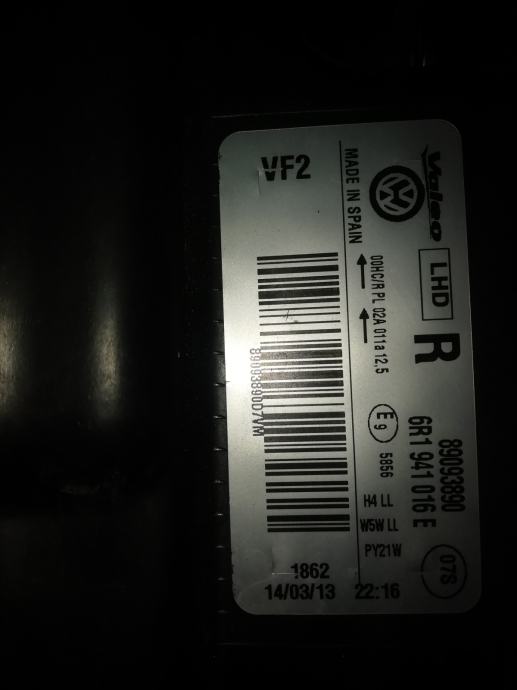 Valeo
LHD
R
89093890
6R1 941 016 E
07S
00HC/R PL 02A 011a 12,5
E9
5856
H4 LL
W5W LL
PY21W
MADE IN SPAIN
VF2
89093890D7VM
1862
14/03/13 22:16